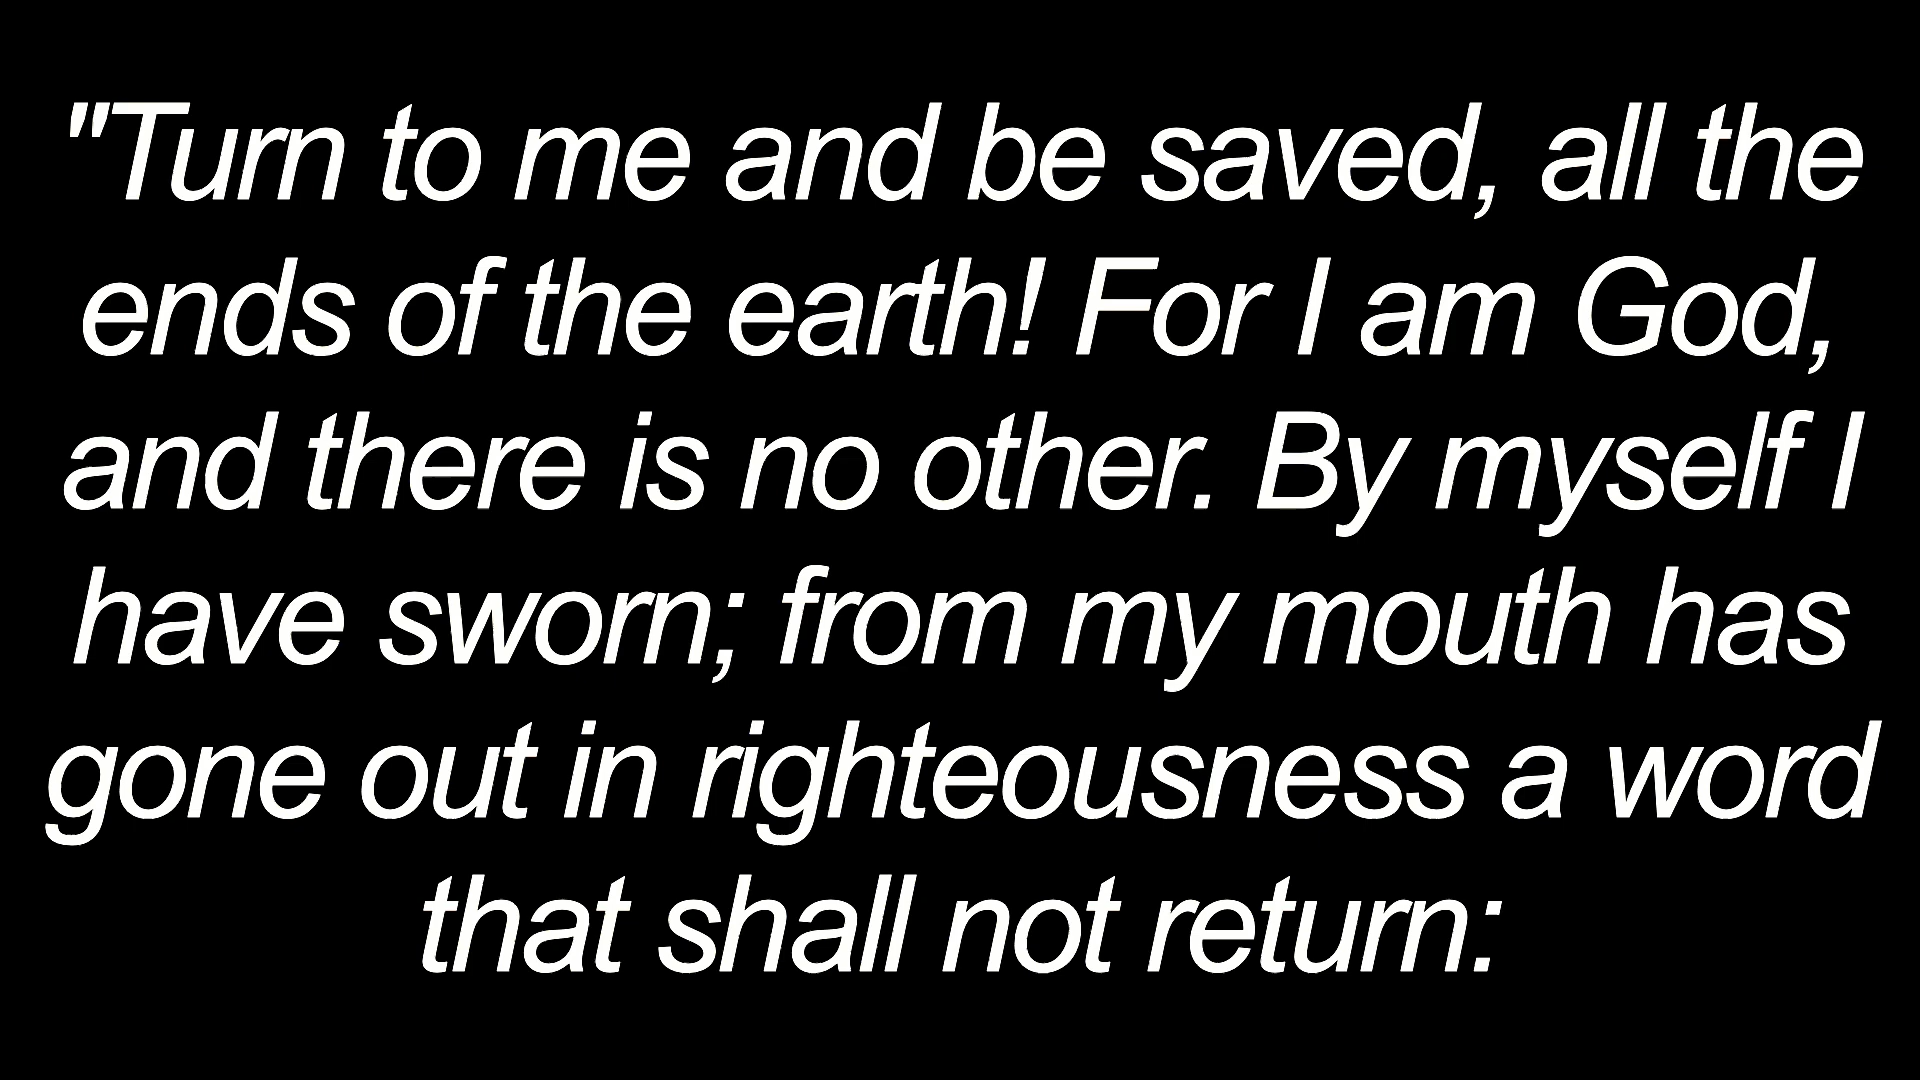 "Turn to me and be saved, all the
ends of the earth! For I am God,
and there is no other. By myself I
have sworn; from my mouth has
gone out in righteousness a word
that shall not return: